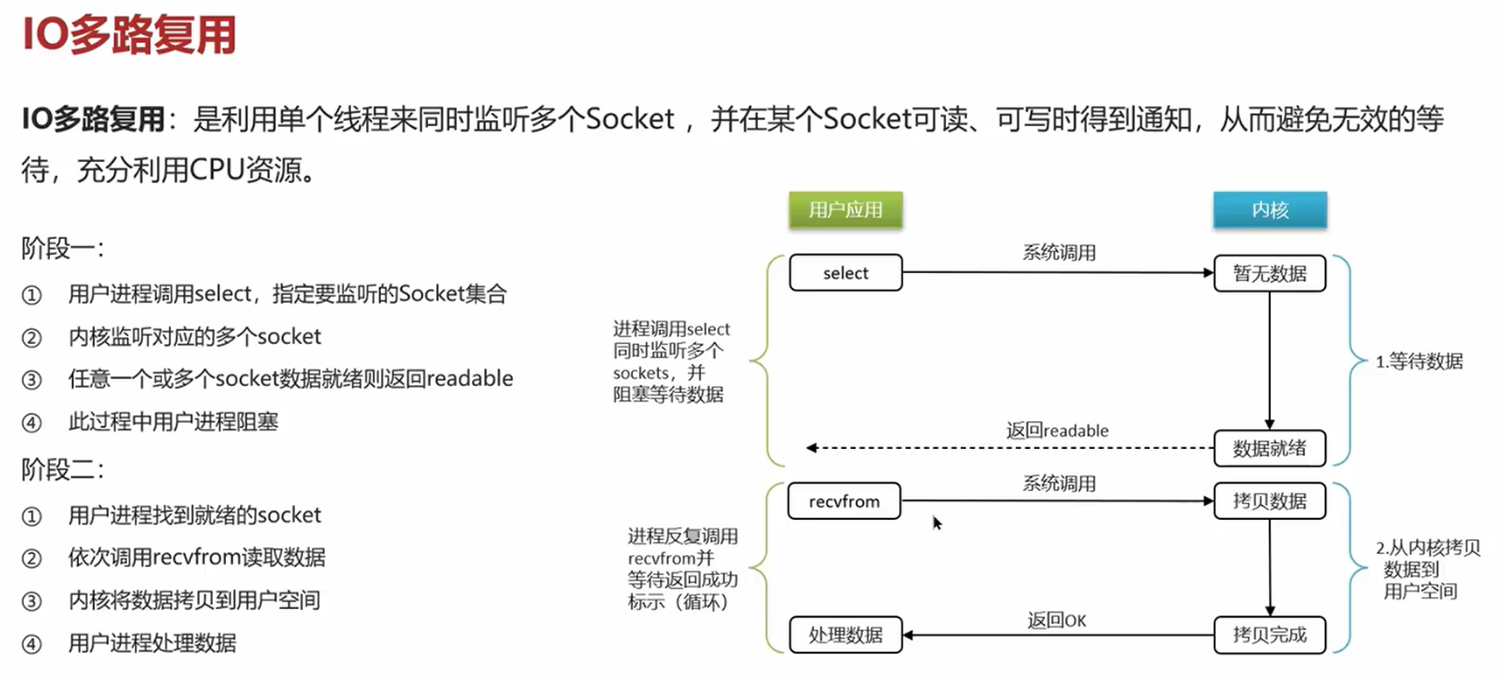 IO多路复用
IO多路复用：是利用单个线程来同时监听多个Socket ，并在某个Socket可读、可写时得到通知，从而避免无效的等
待，充分利用CPU资源。
阶段一：
① 用户进程调用select，指定要监听的Socket集合
② 内核监听对应的多个socket
③ 任意一个或多个socket数据就绪则返回readable
④ 此过程中用户进程阻塞
阶段二：
① 用户进程找到就绪的socket
② 依次调用recvfrom读取数据
③ 内核将数据拷贝到用户空间
④ 用户进程处理数据
用户应用
内核
select
系统调用
暂无数据
进程调用select
同时监听多个
sockets，并
阻塞等待数据
1.等待数据
返回readable
数据就绪
recvfrom
系统调用
拷贝数据
进程反复调用
recvfrom并
等待返回成功
标示（循环）
2.从内核拷贝
数据到
用户空间
处理数据
返回OK
拷贝完成